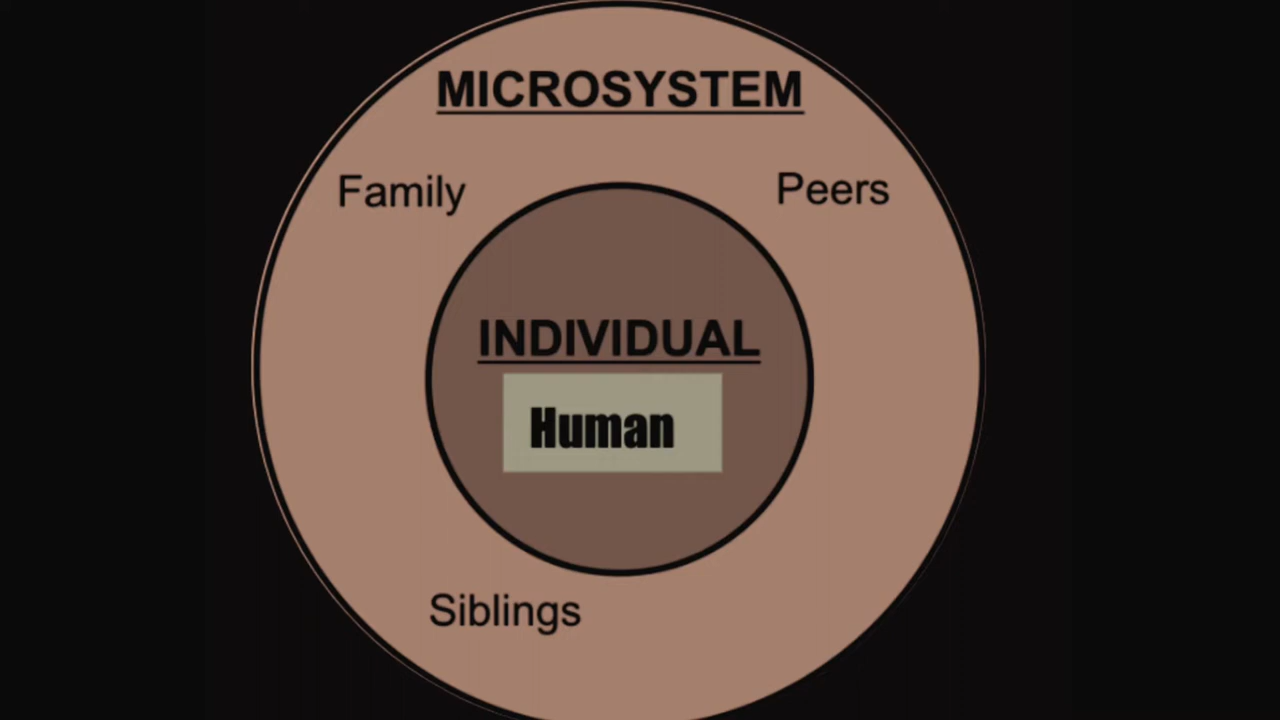 MICROSYSTEM
Family
Peers
INDIVIDUAL
Human
Siblings